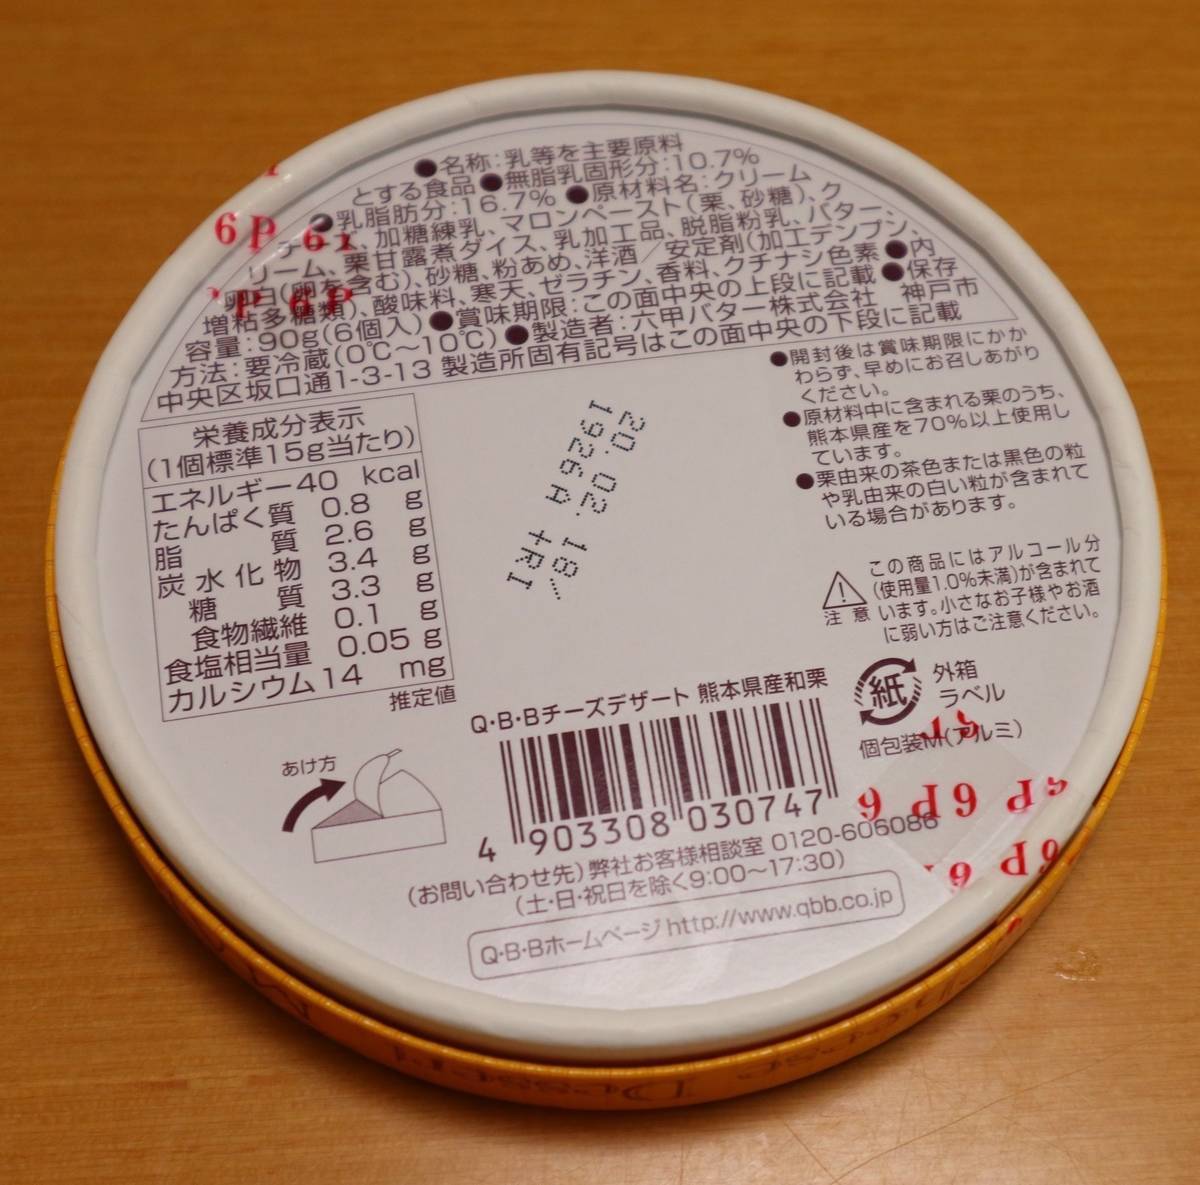 ●名称:乳等を主要原料
とする食品●無脂乳固形分:10.7%
●乳脂肪分:16.7%●原材料名:クリーム
チーズ、加糖練乳、マロンペースト(栗、砂糖)、ク
リーム、栗甘露煮ダイス、乳加工品、脱脂粉乳、バター、
卵白(卵を含む)、砂糖、粉あめ、洋酒/安定剤(加工デンプン、
増粘多糖類)、酸味料、寒天、ゼラチン、香料、クチナシ色素●内
容量:90g(6個入)●賞味期限:この面中央の上段に記載●保存
方法:要冷蔵(0℃〜10℃)●製造者:六甲バター株式会社 神戸市
中央区坂口通1-3-13 製造所固有記号はこの面中央の下段に記載
栄養成分表示
(1個標準15g当たり)
エネルギー 40 kcal
たんぱく質 0.8 g
脂質 2.6 g
炭水化物 3.4 g
糖質 3.3 g
食物繊維 0.1 g
食塩相当量 0.05 g
カルシウム 14 mg
推定値
20.02.18
1926A +RI
●開封後は賞味期限にかか
わらず、早めにお召しあがり
ください。
●原材料中に含まれる栗のうち、
熊本県産を70%以上使用し
ています。
●栗由来の茶色または黒色の粒
や乳由来の白い粒が含まれて
いる場合があります。
注意
この商品にはアルコール分
(使用量1.0%未満)が含まれて
います。小さなお子様やお酒
に弱い方はご注意ください。
紙
外箱
ラベル
個包装M(アルミ)
あけ方
Q・B・Bチーズデザート 熊本県産和栗
4 903308 030747
(お問い合わせ先)弊社お客様相談室 0120-606086
(土・日・祝日を除く9:00〜17:30)
Q・B・Bホームページ http://www.qbb.co.jp
6P 6P
6P 6P
6P 6P 6
6P